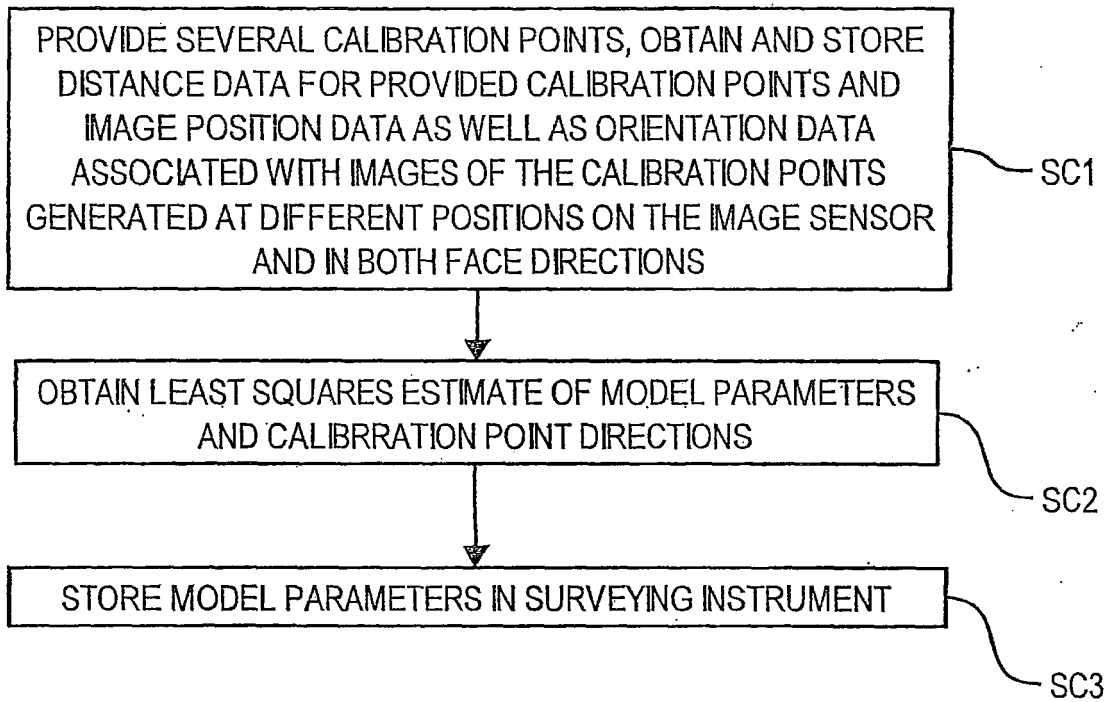 PROVIDE SEVERAL CALIBRATION POINTS, OBTAIN AND STORE
DISTANCE DATA FOR PROVIDED CALIBRATION POINTS AND
IMAGE POSITION DATA AS WELL AS ORIENTATION DATA
ASSOCIATED WITH IMAGES OF THE CALIBRATION POINTS
GENERATED AT DIFFERENT POSITIONS ON THE IMAGE SENSOR
AND IN BOTH FACE DIRECTIONS
SC1
OBTAIN LEAST SQUARES ESTIMATE OF MODEL PARAMETERS
AND CALIBRRATION POINT DIRECTIONS
SC2
STORE MODEL PARAMETERS IN SURVEYING INSTRUMENT
SC3